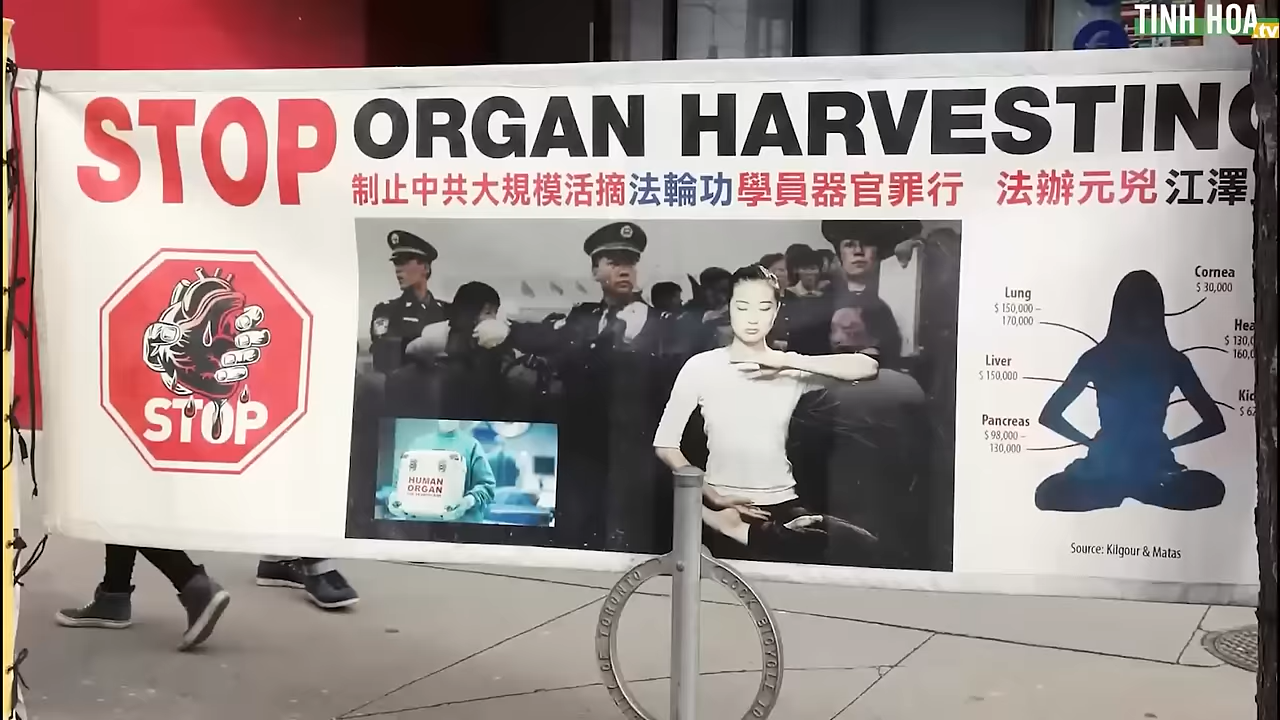 TINH HOA
.tv
STOP ORGAN HARVESTING
制止中共大規模活摘法輪功學員器官罪行 法辦元兇 江澤
STOP
HUMAN
ORGAN
Cornea
$ 30,000
Lung
$ 150,000 –
170,000
Liver
$ 150,000
Pancreas
$ 98,000 –
130,000
Source: Kilgour & Matas